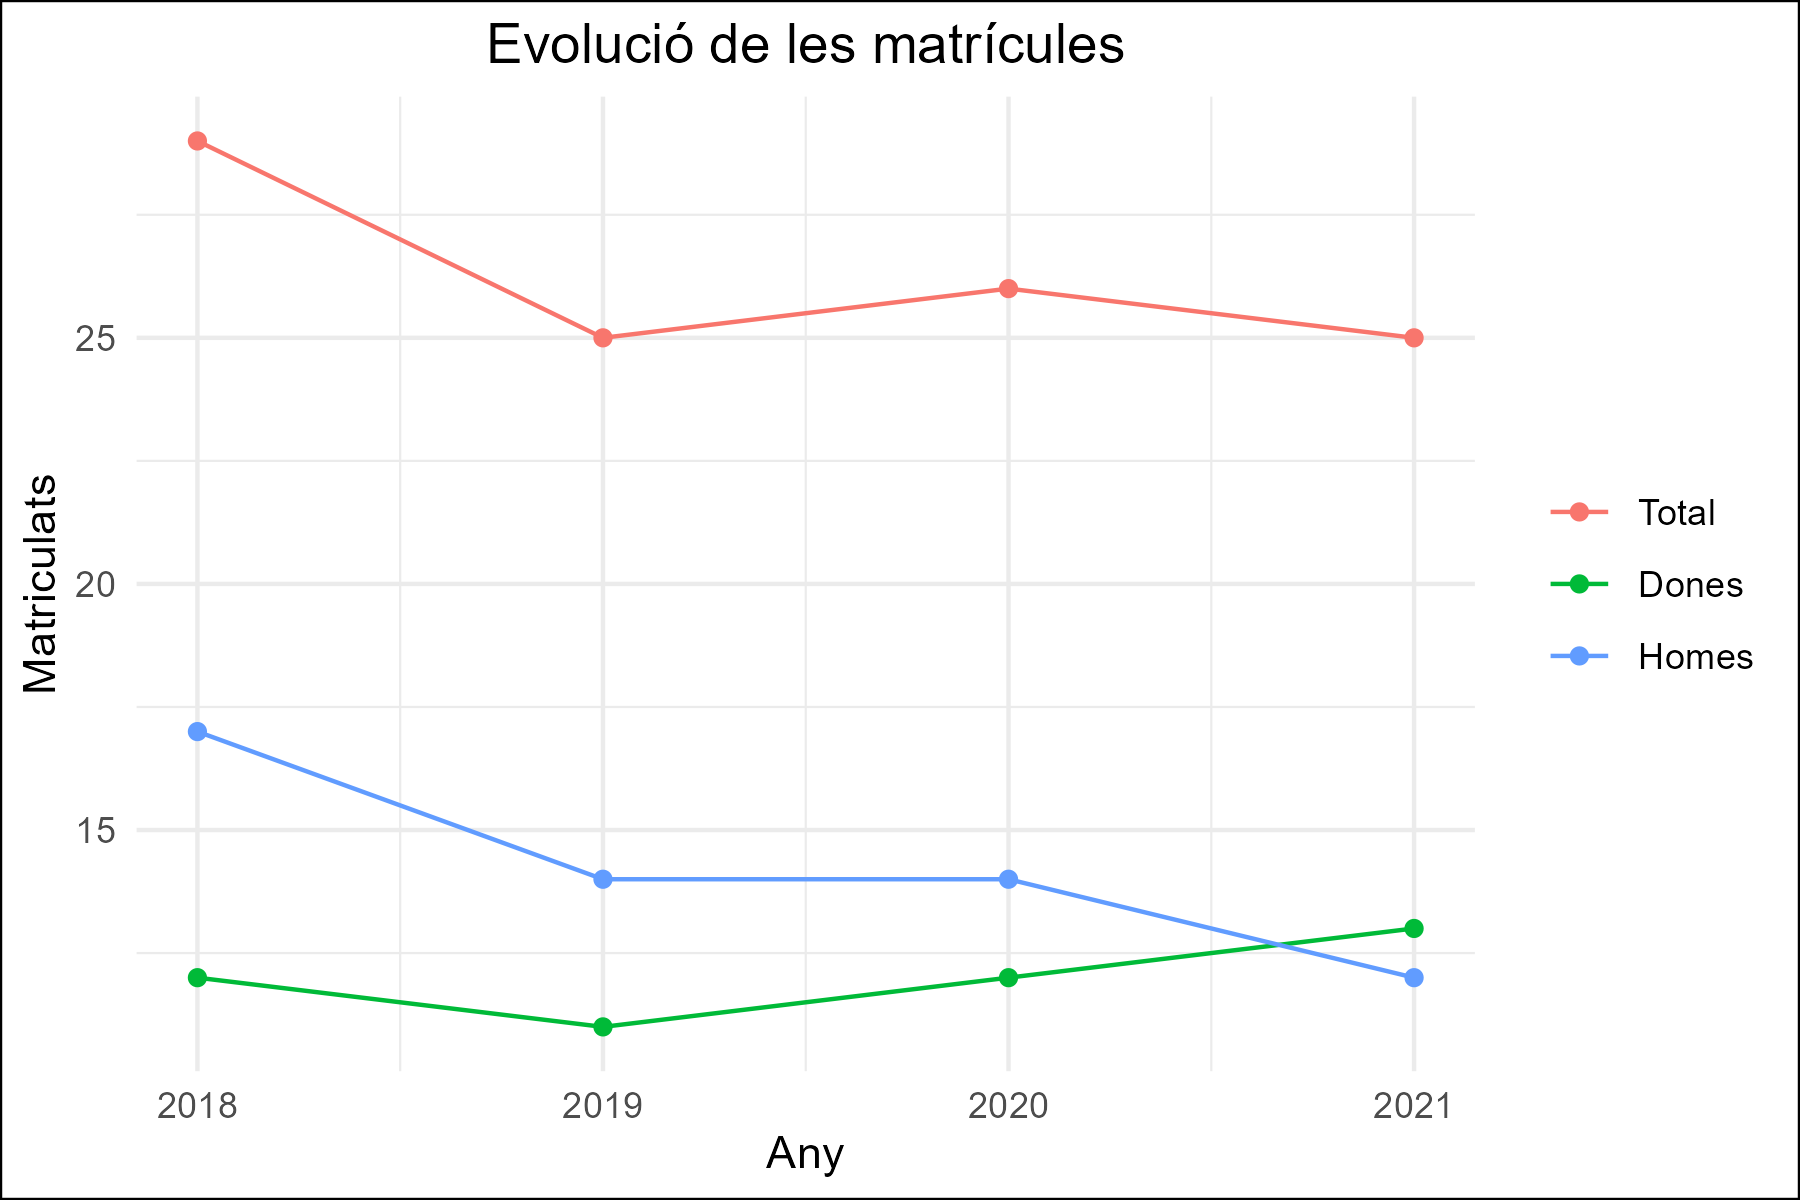 Evolució de les matrícules
Matriculats
25
20
15
2018
2019
2020
2021
Any
Total
Dones
Homes